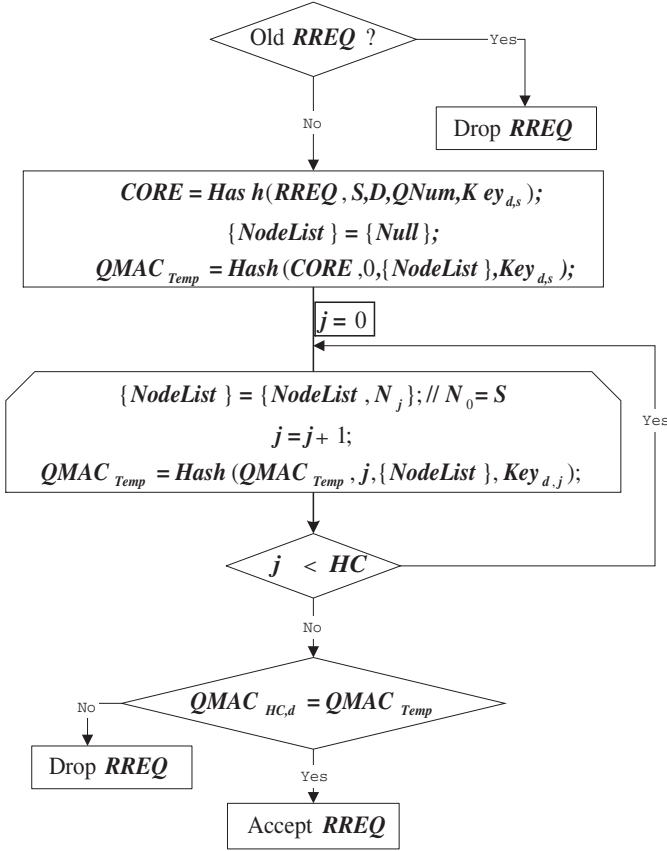 Old RREQ ?
Yes
No
Drop RREQ
CORE = Has h(RREQ , S,D,QNum,K ey d,s );
{NodeList } = {Null };
QMAC Temp = Hash (CORE ,0,{NodeList },Key d,s );
j = 0
{NodeList } = {NodeList , N j }; // N 0 = S
j = j + 1;
QMAC Temp = Hash (QMAC Temp , j,{NodeList }, Key d,j );
Yes
j < HC
No
QMAC HC,d = QMAC Temp
No
Drop RREQ
Yes
Accept RREQ